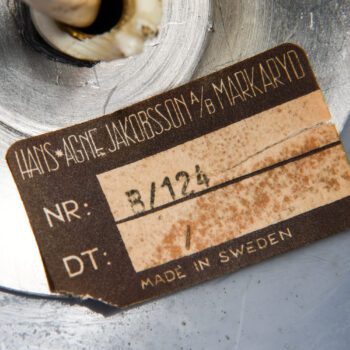 HANS*AGNE JAKOBSSON A/B MARKARYD
NR: B/124
DT: /
MADE IN SWEDEN